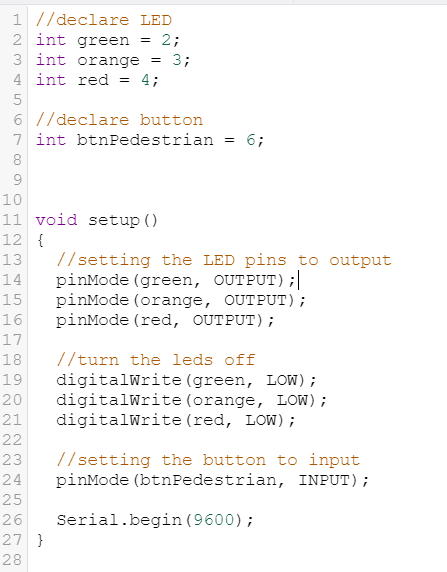 1 //declare LED
2 int green = 2;
3 int orange = 3;
4 int red = 4;
5
6 //declare button
7 int btnPedestrian = 6;
8
9
10
11 void setup()
12 {
13   //setting the LED pins to output
14   pinMode(green, OUTPUT);
15   pinMode(orange, OUTPUT);
16   pinMode(red, OUTPUT);
17
18   //turn the leds off
19   digitalWrite(green, LOW);
20   digitalWrite(orange, LOW);
21   digitalWrite(red, LOW);
22
23   //setting the button to input
24   pinMode(btnPedestrian, INPUT);
25
26   Serial.begin(9600);
27 }
28